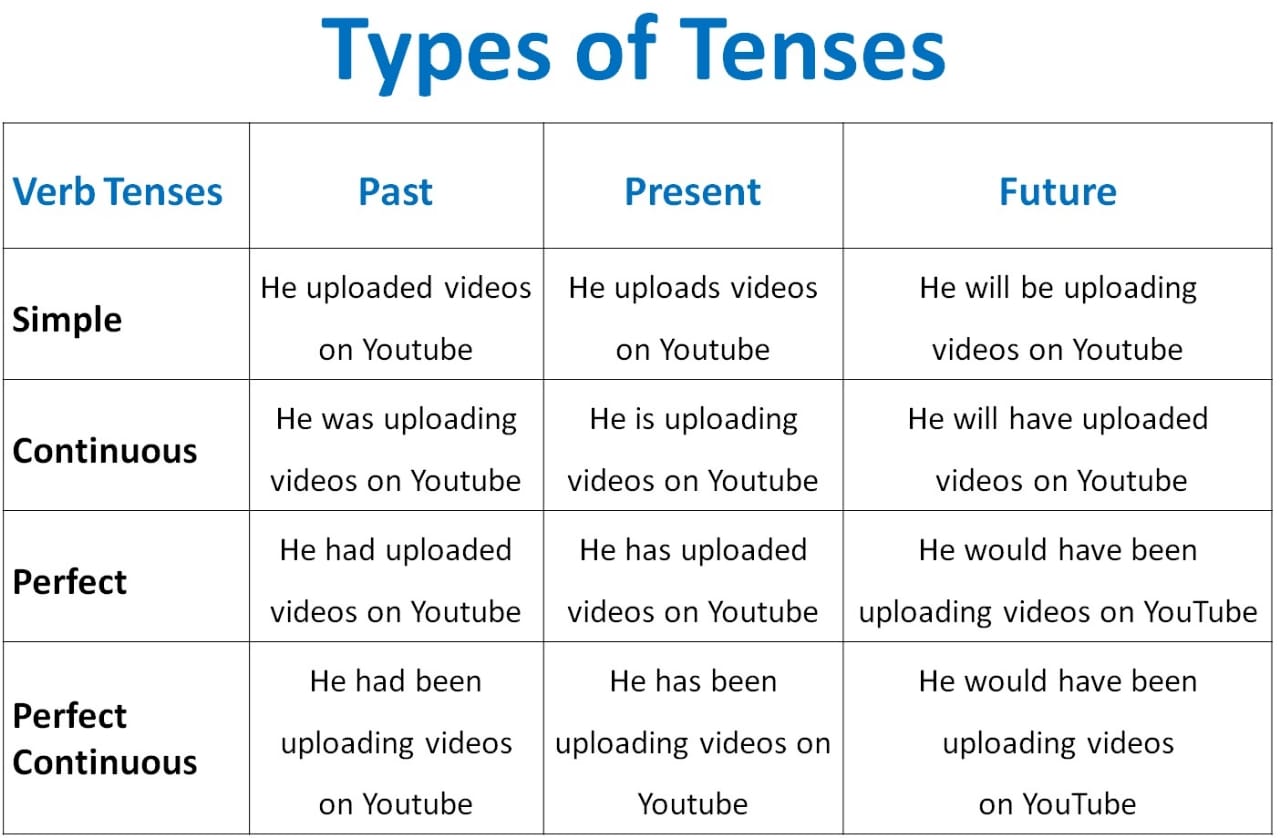 Types of Tenses
Verb Tenses
Past
Present
Future
Simple
He uploaded videos
on Youtube
He uploads videos
on Youtube
He will be uploading
videos on Youtube
Continuous
He was uploading
videos on Youtube
He is uploading
videos on Youtube
He will have uploaded
videos on Youtube
Perfect
He had uploaded
videos on Youtube
He has uploaded
videos on Youtube
He would have been
uploading videos on YouTube
Perfect
Continuous
He had been
uploading videos
on Youtube
He has been
uploading videos on
Youtube
He would have been
uploading videos
on YouTube